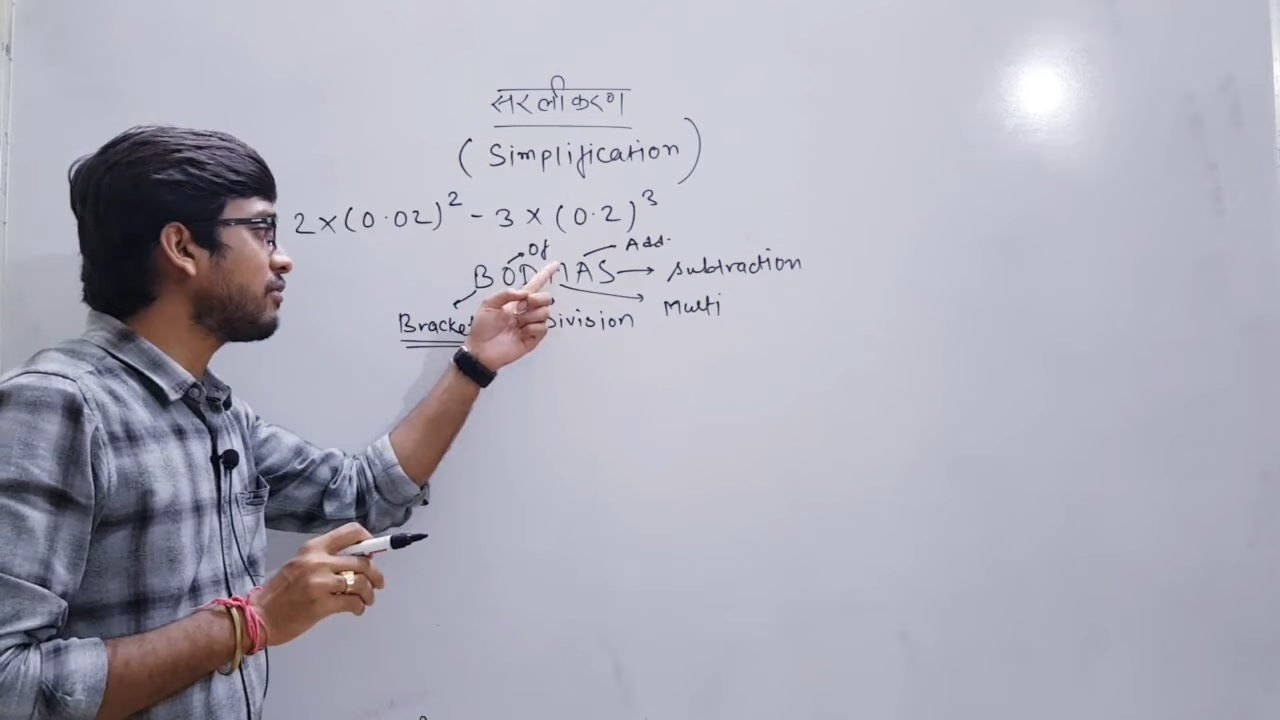 सरलीकरण
(Simplification)
2×(0.02)² - 3×(0.2)³
Of Add.
BODMAS → subtraction
Multi
Bracket Division